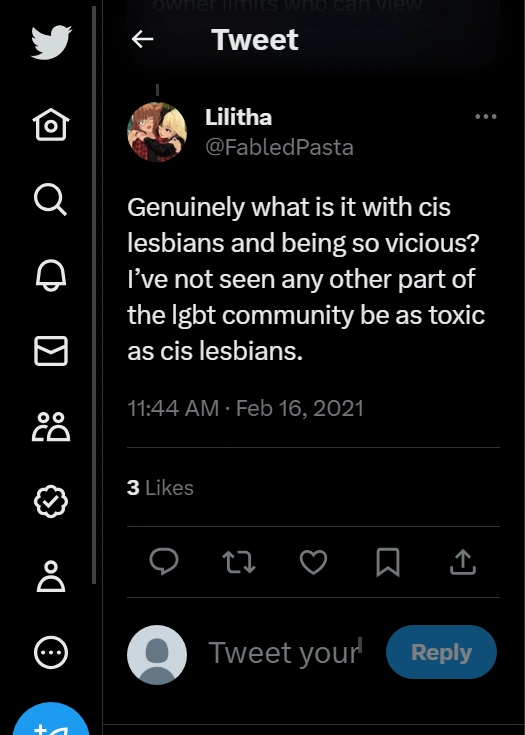 owner limits who can view
Tweet
Lilitha
@FabledPasta
Genuinely what is it with cis
lesbians and being so vicious?
I’ve not seen any other part of
the lgbt community be as toxic
as cis lesbians.
11:44 AM · Feb 16, 2021
3 Likes
Tweet your
Reply